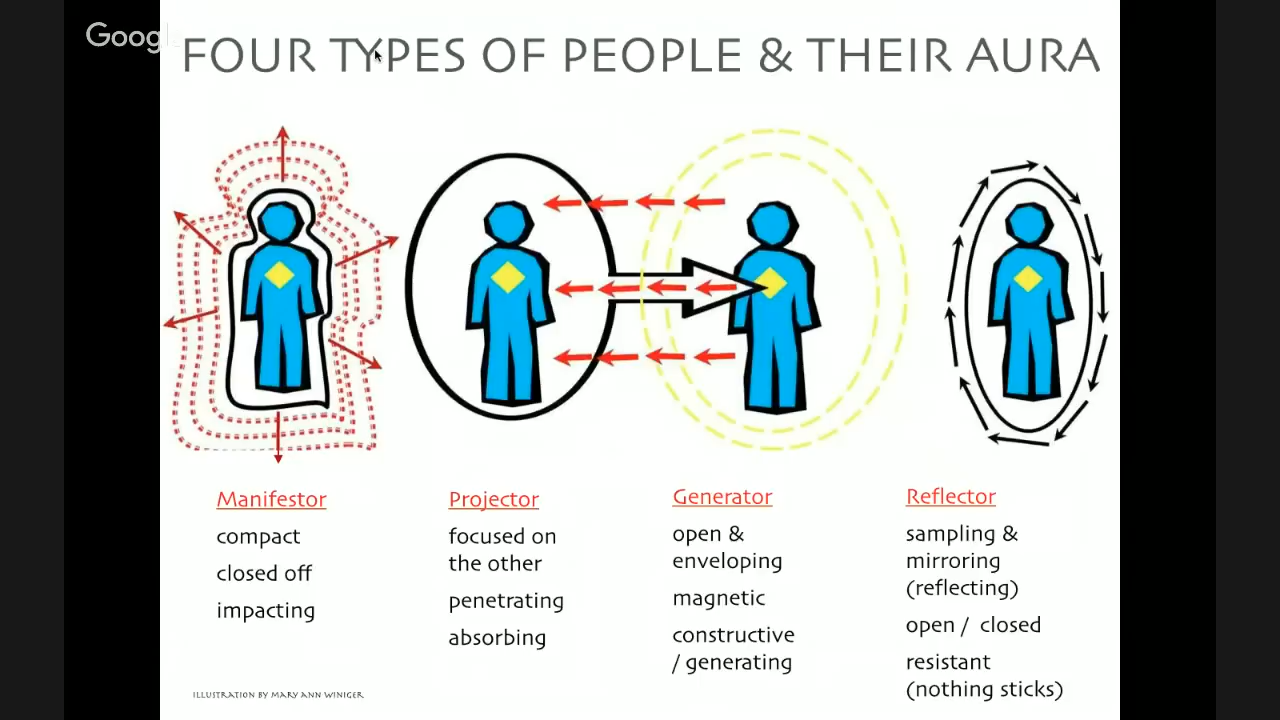 Google
FOUR TYPES OF PEOPLE & THEIR AURA
Manifestor
compact
closed off
impacting
Projector
focused on
the other
penetrating
absorbing
Generator
open &
enveloping
magnetic
constructive
/ generating
Reflector
sampling &
mirroring
(reflecting)
open / closed
resistant
(nothing sticks)
ILLUSTRATION BY MARY ANN WINIGER